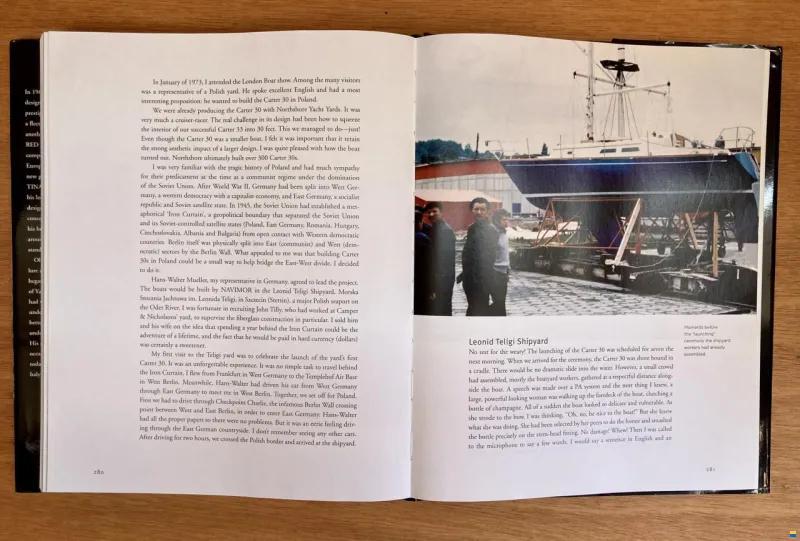 In January of 1973, I attended the London Boat show. Among the many visitors
was a representative of a Polish yard. He spoke excellent English and had a most
interesting proposition: he wanted to build the Carter 30 in Poland.
We were already producing the Carter 30 with Northshore Yacht Yards. It was
very much a cruiser-racer. The real challenge in its design had been how to squeeze
the interior of our successful Carter 33 into 30 feet. This we managed to do—just!
Even though the Carter 30 was a smaller boat, I felt it was important that it retain
the strong aesthetic impact of a larger design. I was quite pleased with how the boat
turned out. Northshore ultimately built over 300 Carter 30s.
I was very familiar with the tragic history of Poland and had much sympathy
for their predicament at the time as a communist regime under the domination
of the Soviet Union. After World War II, Germany had been split into West Ger-
many, a western democracy with a capitalist economy, and East Germany, a socialist
republic and Soviet satellite state. In 1945, the Soviet Union had established a met-
aphorical 'Iron Curtain', a geopolitical boundary that separated the Soviet Union
and its Soviet-controlled satellite states (Poland, East Germany, Romania, Hungary,
Czechoslovakia, Albania and Bulgaria) from open contact with Western democratic
countries. Berlin itself was physically split into East (communist) and West (dem-
ocratic) sectors by the Berlin Wall. What appealed to me was that building Carter
30s in Poland could be a small way to help bridge the East-West divide. I decided
to do it.
Hans-Walter Mueller, my representative in Germany, agreed to lead the project.
The boats would be built by NAVIMOR in the Leonid Teligi Shipyard, Morska
Stocznia Jachtowa im. Leonida Teligi, in Szczecin (Stettin), a major Polish seaport on
the Oder River. I was fortunate in recruiting John Tilly, who had worked at Camper
& Nicholsons' yard, to supervise the fiberglass construction in particular. I sold him
and his wife on the idea that spending a year behind the Iron Curtain could be the
adventure of a lifetime, and the fact that he would be paid in hard currency (dollars)
was certainly a sweetener.
My first visit to the Teligi yard was to celebrate the launch of the yard's first
Carter 30. It was an unforgettable experience. It was no simple task to travel behind
the Iron Curtain. I flew from Frankfurt in West Germany to the Templehof Air Base
in West Berlin. Meanwhile, Hans-Walter had driven his car from West Germany
through East Germany to meet me in West Berlin. Together, we set off for Poland.
First we had to drive through Checkpoint Charlie, the infamous Berlin Wall crossing
point between West and East Berlin, in order to enter East Germany. Hans-Walter
had all the proper papers so there were no problems. But it was an eerie feeling driv-
ing through the East German countryside. I don't remember seeing any other cars.
After driving for two hours, we crossed the Polish border and arrived at the shipyard.
280
Moments before
the "launching"
ceremony the shipyard
workers had already
assembled.
Leonid Teligi Shipyard
No rest for the weary! The launching of the Carter 30 was scheduled for seven the
next morning. When we arrived for the ceremony, the Carter 30 was shore bound in
a cradle. There would be no dramatic slide into the water. However, a small crowd
had assembled, mostly the boatyard workers, gathered at a respectful distance along-
side the boat. A speech was made over a PA system and the next thing I knew, a
large, powerful looking woman was walking up the foredeck of the boat, clutching a
bottle of champagne. All of a sudden the boat looked so delicate and vulnerable. As
she strode to the bow I was thinking, "Oh, no, be nice to the boat!" But she knew
what she was doing. She had been selected by her peers to do the honor and smashed
the bottle precisely on the stem-head fitting. No damage! Whew! Then I was called
to the microphone to say a few words. I would say a sentence in English and an
281